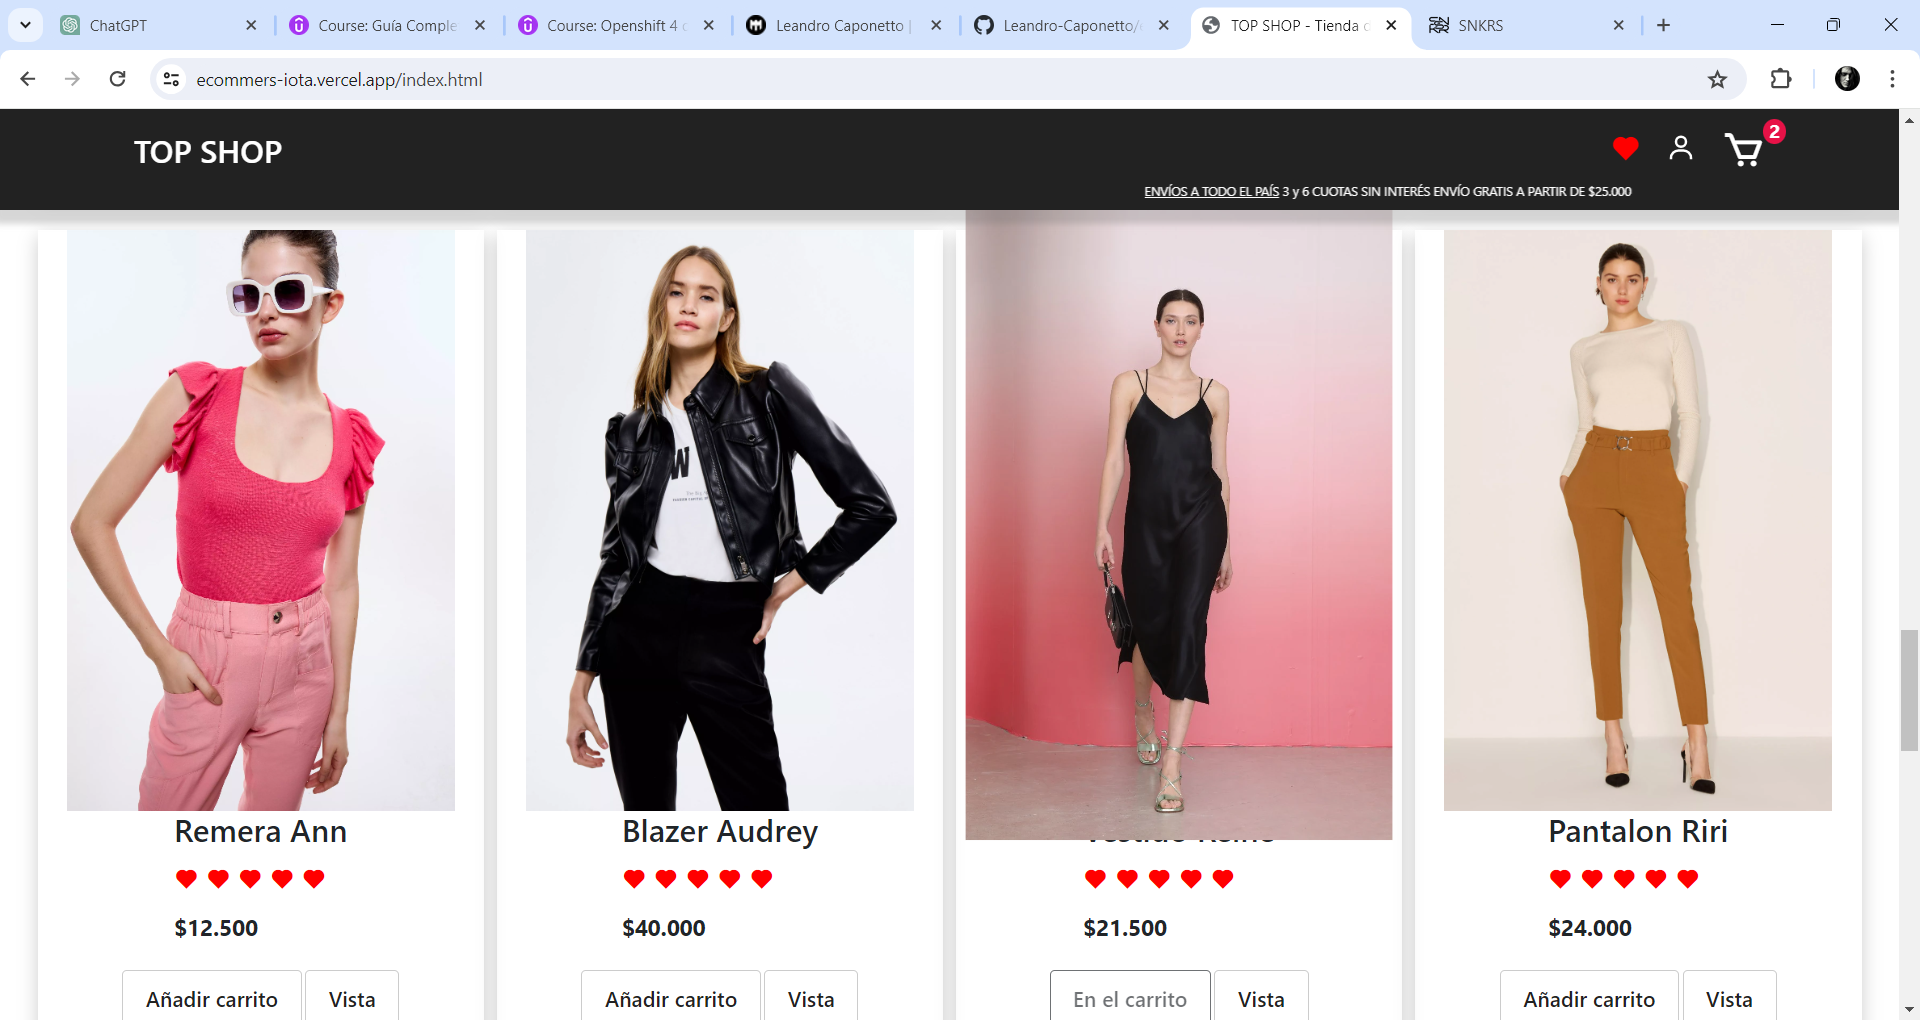 ChatGPT
Course: Guía Comple
Course: Openshift 4
Leandro Caponetto |
Leandro-Caponetto/
TOP SHOP - Tienda d
SNKRS
ecommers-iota.vercel.app/index.html
TOP SHOP
2
ENVÍOS A TODO EL PAÍS 3 y 6 CUOTAS SIN INTERÉS ENVÍO GRATIS A PARTIR DE $25.000
W
Remera Ann
Blazer Audrey
Pantalon Riri
$12.500
$40.000
$21.500
$24.000
Añadir carrito
Vista
Añadir carrito
Vista
En el carrito
Vista
Añadir carrito
Vista